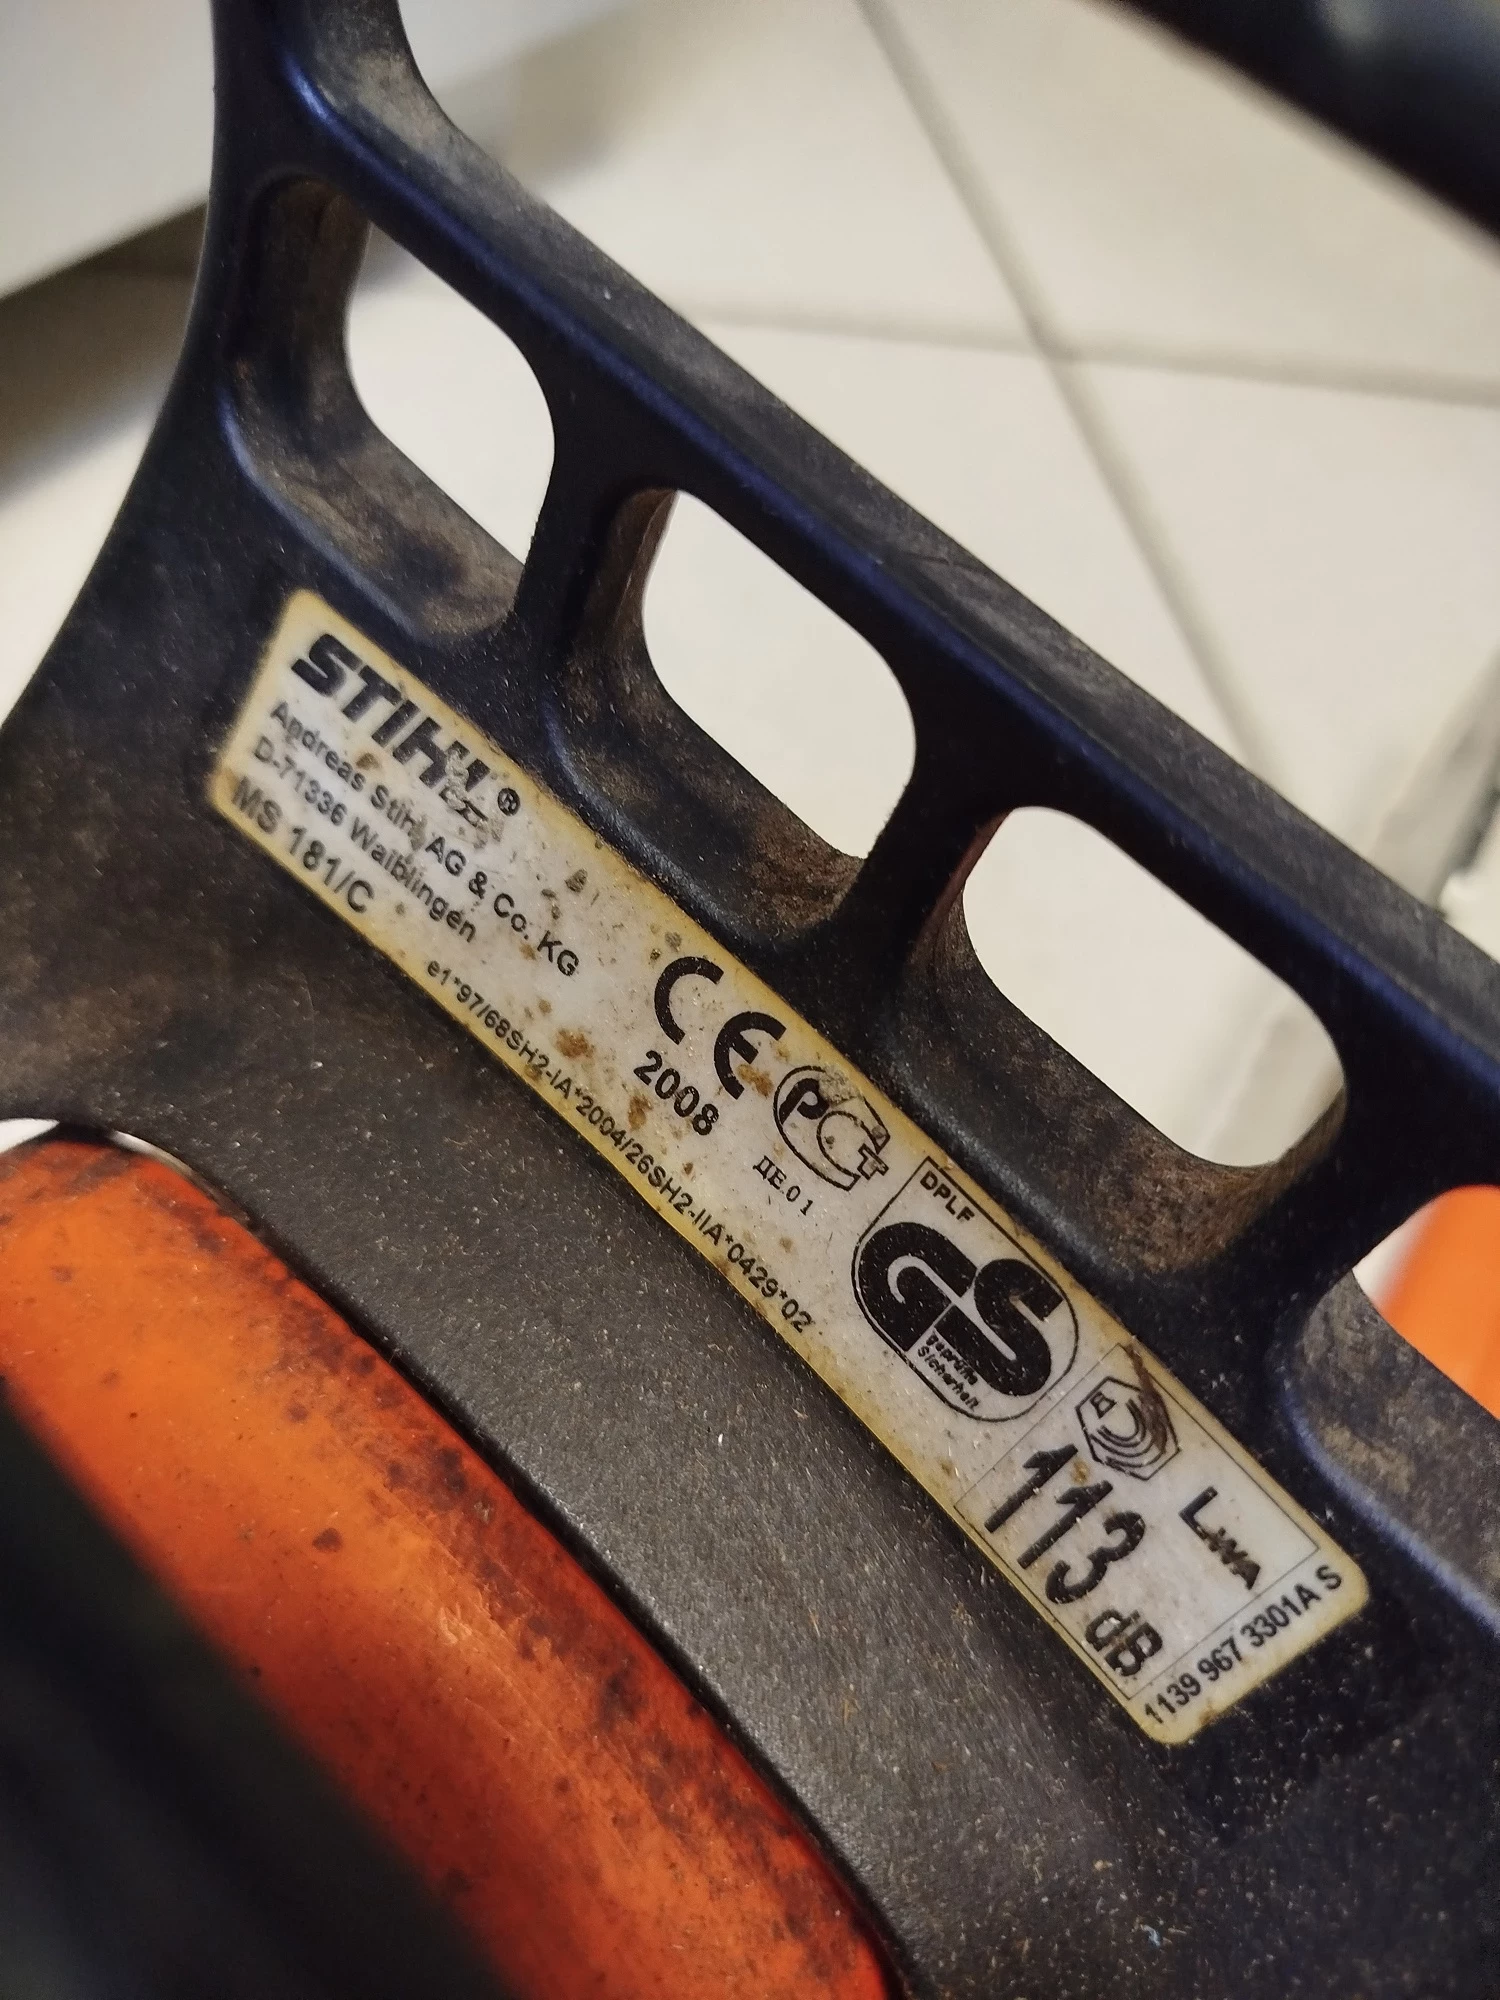 STIHL®
Andreas Stihl AG & Co. KG
D-71336 Waiblingen
MS 181/C
e1*97/68SH2-IA*2004/26SH2-IIA*0429*02
CE
2008
РСТ
ДЕ.01
DPLF
GS
geprüfte
Sicherheit
LWA
113 dB
1139 967 3301A S